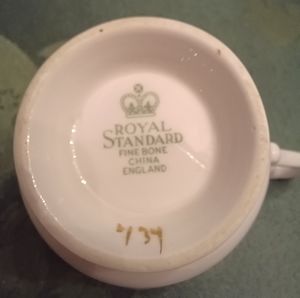 ROYAL
STANDARD
FINE BONE
CHINA
ENGLAND